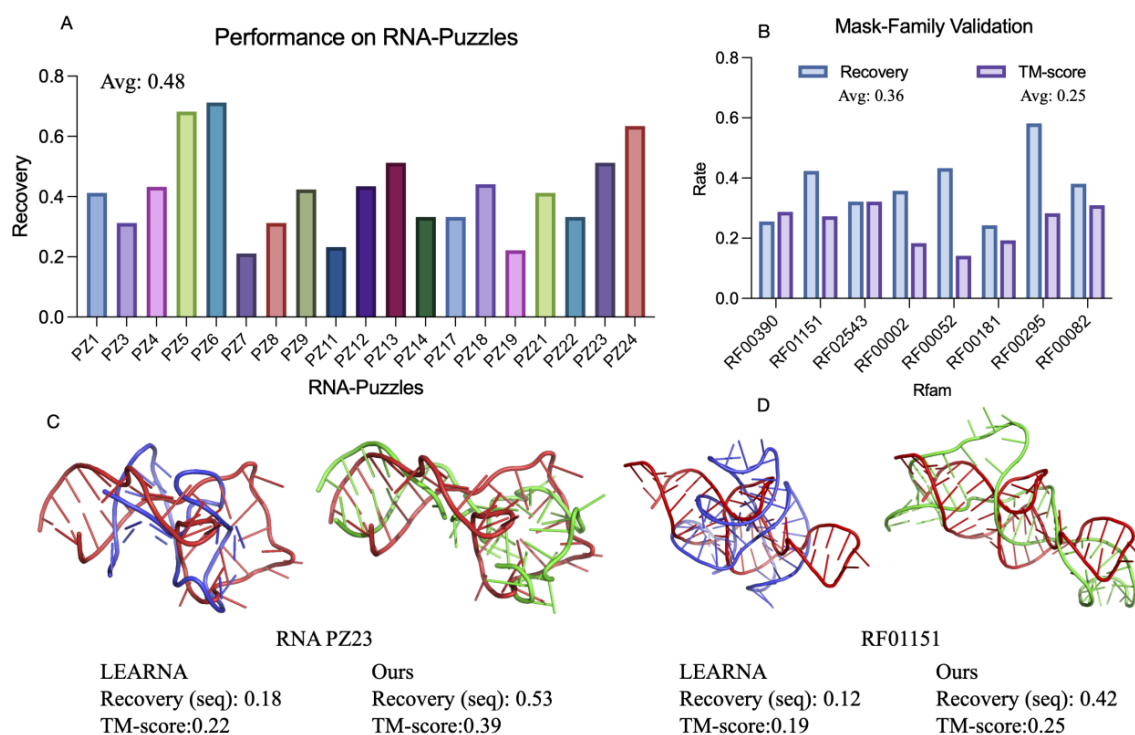 A
Performance on RNA-Puzzles
Avg: 0.48
Recovery
0.8
0.6
0.4
0.2
0.0
PZ1
PZ3
PZ4
PZ5
PZ6
PZ7
PZ8
PZ9
PZ11
PZ12
PZ13
PZ14
PZ17
PZ18
PZ19
PZ21
PZ22
PZ23
PZ24
RNA-Puzzles
B
Mask-Family Validation
Recovery
TM-score
Avg: 0.36
Avg: 0.25
Rate
0.8
0.6
0.4
0.2
0.0
RF00390
RF01151
RF02543
RF00002
RF00052
RF00181
RF00295
RF00082
Rfam
C
D
RNA PZ23
LEARNA
Recovery (seq): 0.18
TM-score:0.22
Ours
Recovery (seq): 0.53
TM-score:0.39
RF01151
LEARNA
Recovery (seq): 0.12
TM-score:0.19
Ours
Recovery (seq): 0.42
TM-score:0.25